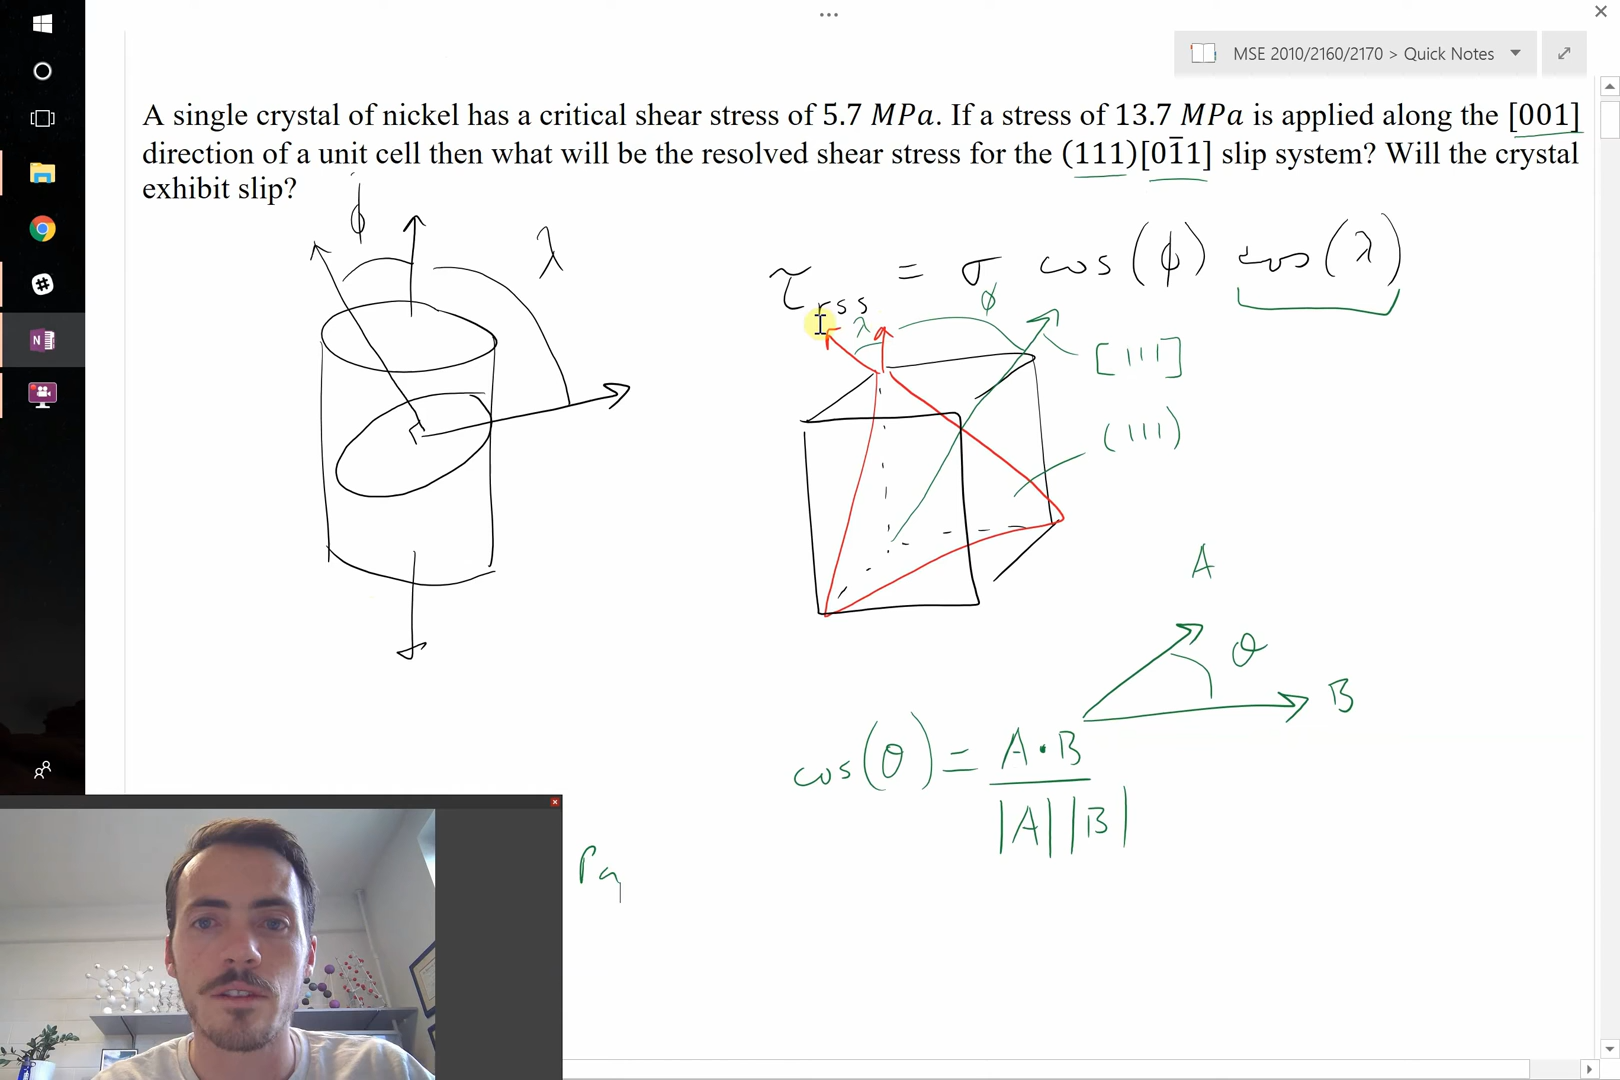 MSE 2010/2160/2170 > Quick Notes
A single crystal of nickel has a critical shear stress of 5.7 MPa. If a stress of 13.7 MPa is applied along the [001]
direction of a unit cell then what will be the resolved shear stress for the (111)[01̅1] slip system? Will the crystal
exhibit slip?
ϕ
λ
τrss = σ cos(ϕ) cos(λ)
λ
ϕ
[111]
(111)
A
θ
B
cos(θ) = A·B
|A||B|
Pa